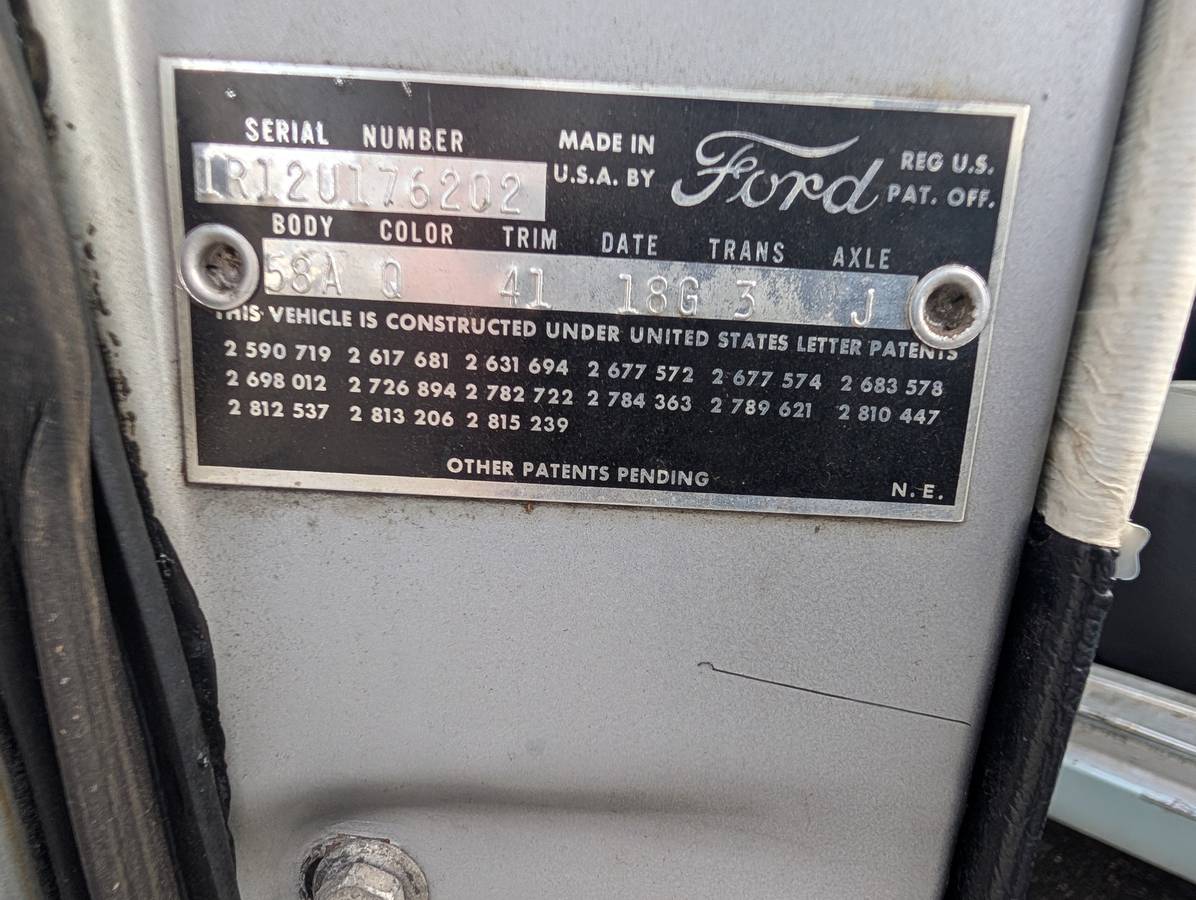 SERIAL NUMBER
MADE IN
U.S.A. BY
Ford
REG U.S.
PAT. OFF.
1R12U176202
BODY COLOR TRIM DATE TRANS AXLE
58A Q 41 18G 3 J
THIS VEHICLE IS CONSTRUCTED UNDER UNITED STATES LETTER PATENTS
2 590 719 2 617 681 2 631 694 2 677 572 2 677 574 2 683 578
2 698 012 2 726 894 2 782 722 2 784 363 2 789 621 2 810 447
2 812 537 2 813 206 2 815 239
OTHER PATENTS PENDING
N. E.